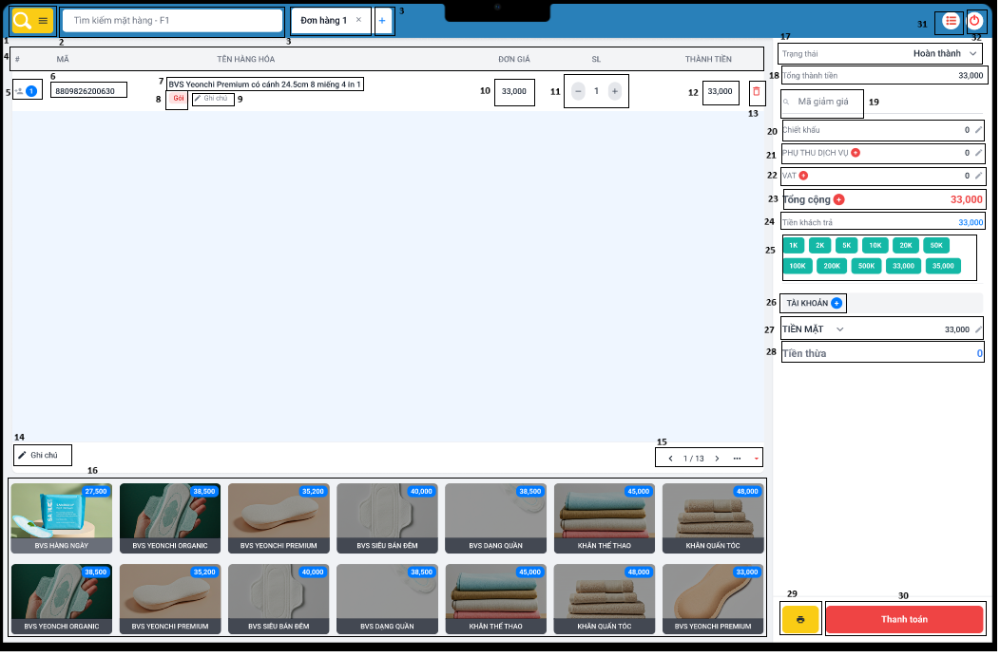 Tìm kiếm mặt hàng - F1
Đơn hàng 1 ×
+
1
2
3
3
31
32
4
# MÃ TÊN HÀNG HÓA ĐƠN GIÁ SL THÀNH TIỀN
5
1
6
8809826200630
7
BVS Yeonchi Premium có cánh 24.5cm 8 miếng 4 in 1
8
Gói
Ghi chú
9
10
33,000
11
− 1 +
12
33,000
13
14
Ghi chú
15
1 / 13
16
27,500
BVS HÀNG NGÀY
38,500
BVS YEONCHI ORGANIC
35,200
BVS YEONCHI PREMIUM
40,000
BVS SIÊU BÁN ĐÊM
38,500
BVS DẠNG QUẦN
45,000
KHĂN THỂ THAO
48,000
KHĂN QUẤN TÓC
38,500
BVS YEONCHI ORGANIC
35,200
BVS YEONCHI PREMIUM
40,000
BVS SIÊU BÁN ĐÊM
38,500
BVS DẠNG QUẦN
45,000
KHĂN THỂ THAO
48,000
KHĂN QUẤN TÓC
33,000
BVS YEONCHI PREMIUM
17
Trạng thái Hoàn thành
18
Tổng thành tiền 33,000
Mã giảm giá
19
20
Chiết khấu 0
21
PHỤ THU DỊCH VỤ + 0
22
VAT + 0
23
Tổng cộng + 33,000
24
Tiền khách trả 33,000
25
1K 2K 5K 10K 20K 50K
100K 200K 500K 33,000 35,000
26
TÀI KHOẢN +
27
TIỀN MẶT 33,000
28
Tiền thừa 0
29
30
Thanh toán